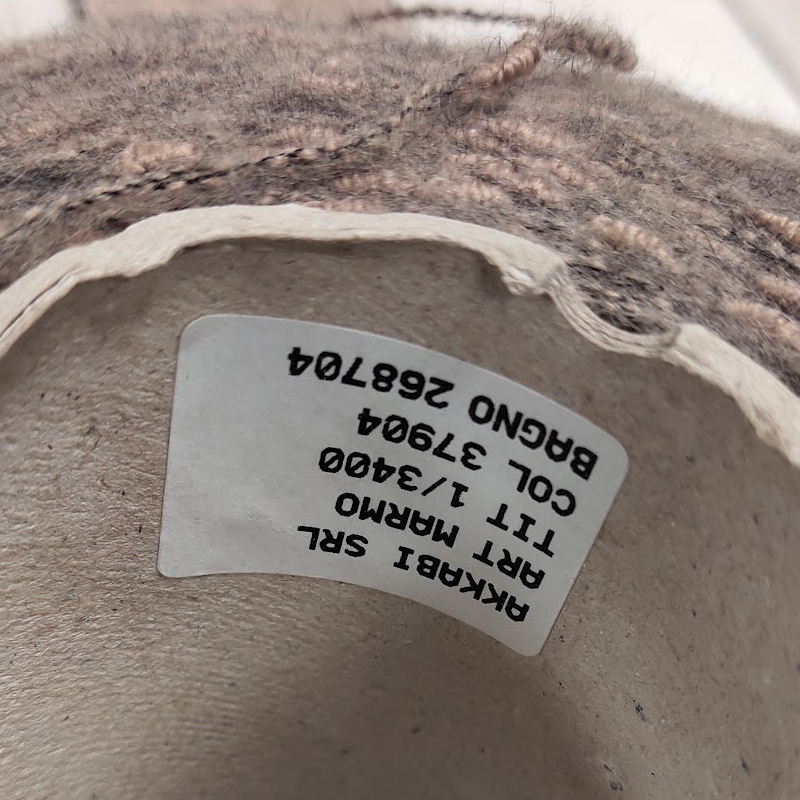 AKKABI SRL
ART MARMO
TIT 1/3400
COL 37904
BAGNO 268704